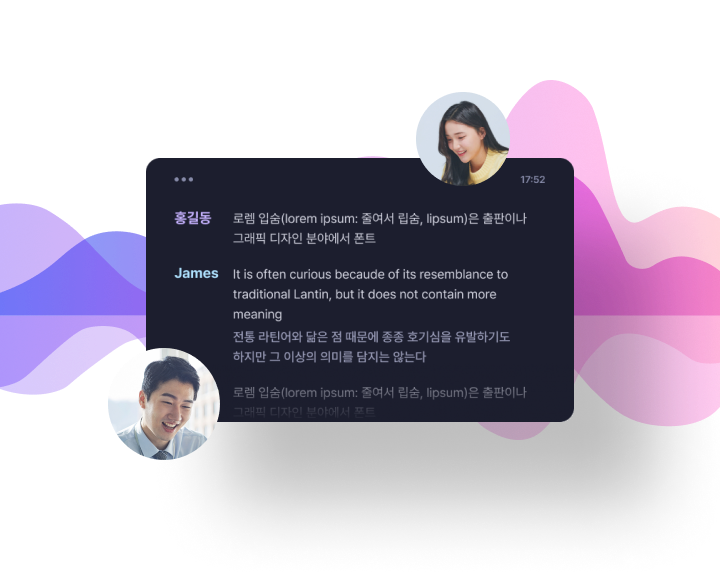 17:52
홍길동 로렘 입숨(lorem ipsum: 줄여서 립숨, lipsum)은 출판이나
그래픽 디자인 분야에서 폰트
James It is often curious becaude of its resemblance to
traditional Lantin, but it does not contain more
meaning
전통 라틴어와 닮은 점 때문에 종종 호기심을 유발하기도
하지만 그 이상의 의미를 담지는 않는다
로렘 입숨(lorem ipsum: 줄여서 립숨, lipsum)은 출판이나
그래픽 디자인 분야에서 폰트